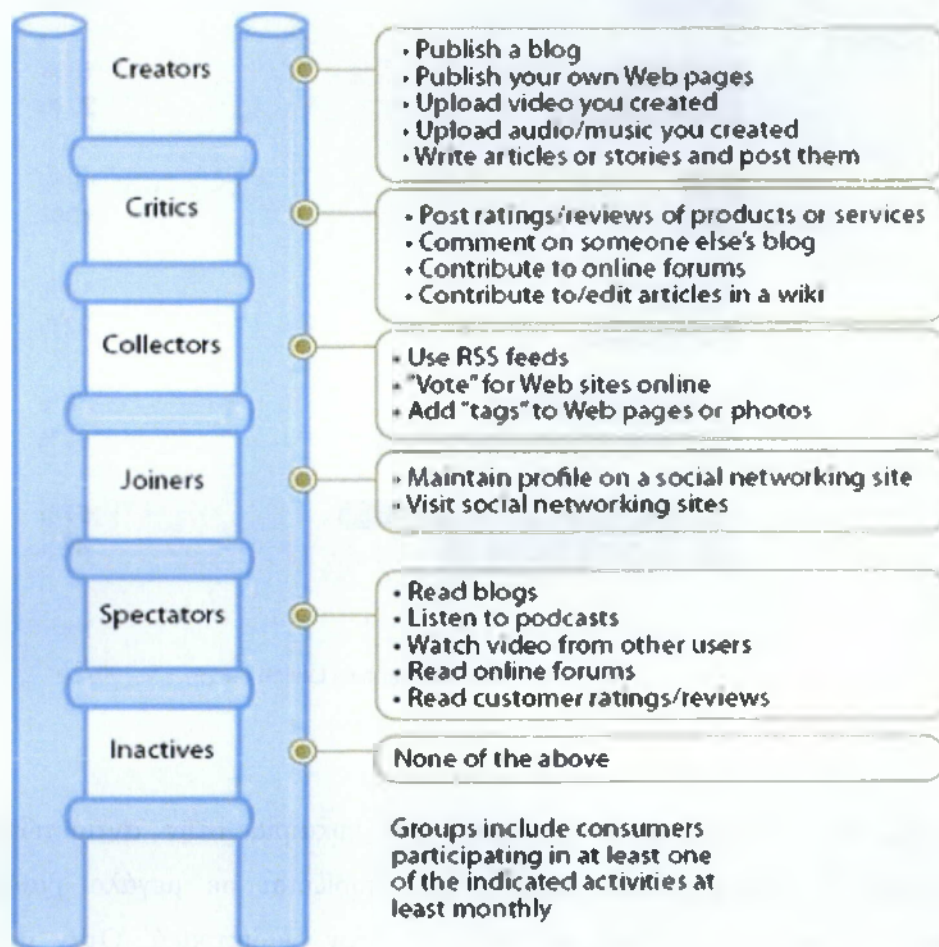 Creators
• Publish a blog
• Publish your own Web pages
• Upload video you created
• Upload audio/music you created
• Write articles or stories and post them
Critics
• Post ratings/reviews of products or services
• Comment on someone else's blog
• Contribute to online forums
• Contribute to/edit articles in a wiki
Collectors
• Use RSS feeds
• "Vote" for Web sites online
• Add "tags" to Web pages or photos
Joiners
• Maintain profile on a social networking site
• Visit social networking sites
Spectators
• Read blogs
• Listen to podcasts
• Watch video from other users
• Read online forums
• Read customer ratings/reviews
Inactives
None of the above
Groups include consumers
participating in at least one
of the indicated activities at
least monthly